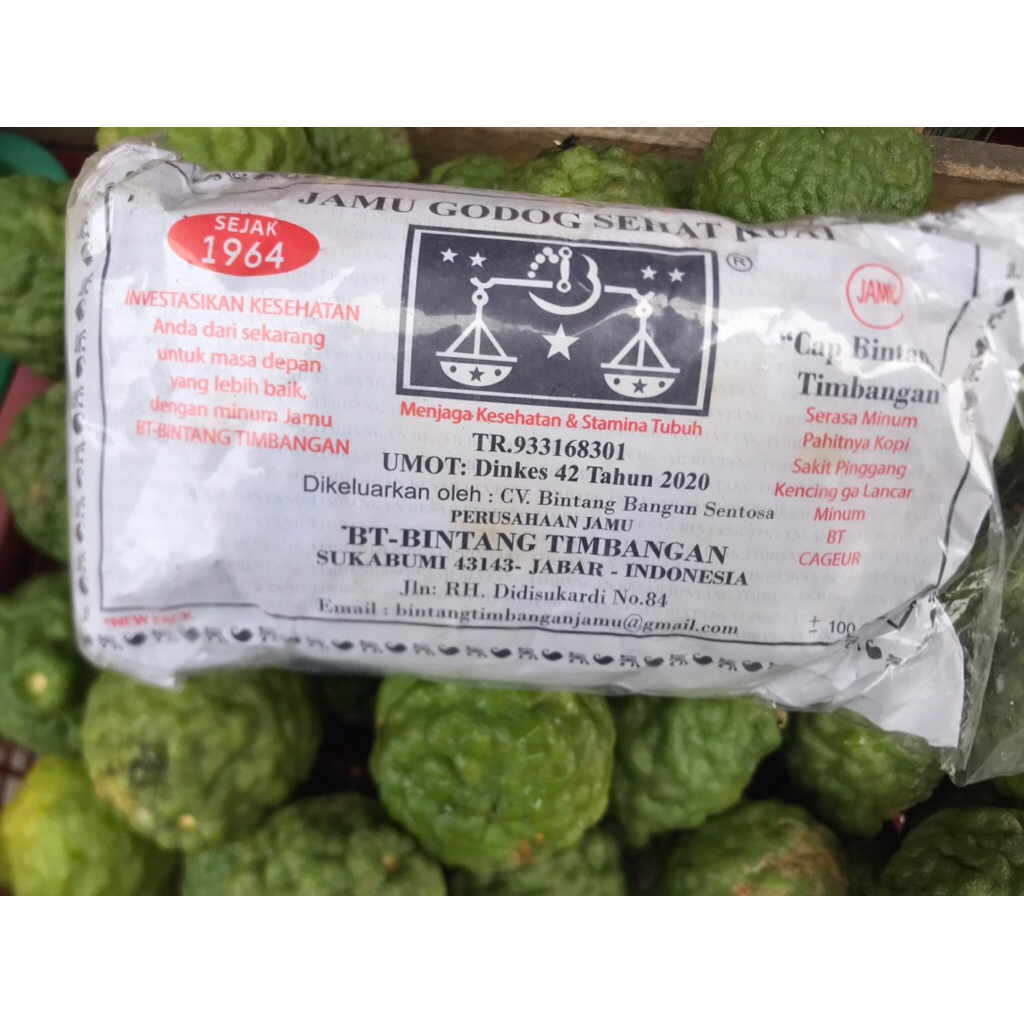 JAMU GODOG SEHAT KUAT
SEJAK
1964
INVESTASIKAN KESEHATAN
Anda dari sekarang
untuk masa depan
yang lebih baik,
dengan minum Jamu
BT-BINTANG TIMBANGAN
®
Menjaga Kesehatan & Stamina Tubuh
TR.933168301
UMOT: Dinkes 42 Tahun 2020
Dikeluarkan oleh : CV. Bintang Bangun Sentosa
PERUSAHAAN JAMU
BT-BINTANG TIMBANGAN
SUKABUMI 43143- JABAR - INDONESIA
Jln: RH. Didisukardi No.84
Email : bintangtimbanganjamu@gmail.com
JAMU
"Cap Bintan
Timbangan
Serasa Minum
Pahitnya Kopi
Sakit Pinggang
Kencing ga Lancar
Minum
BT
CAGEUR
± 100